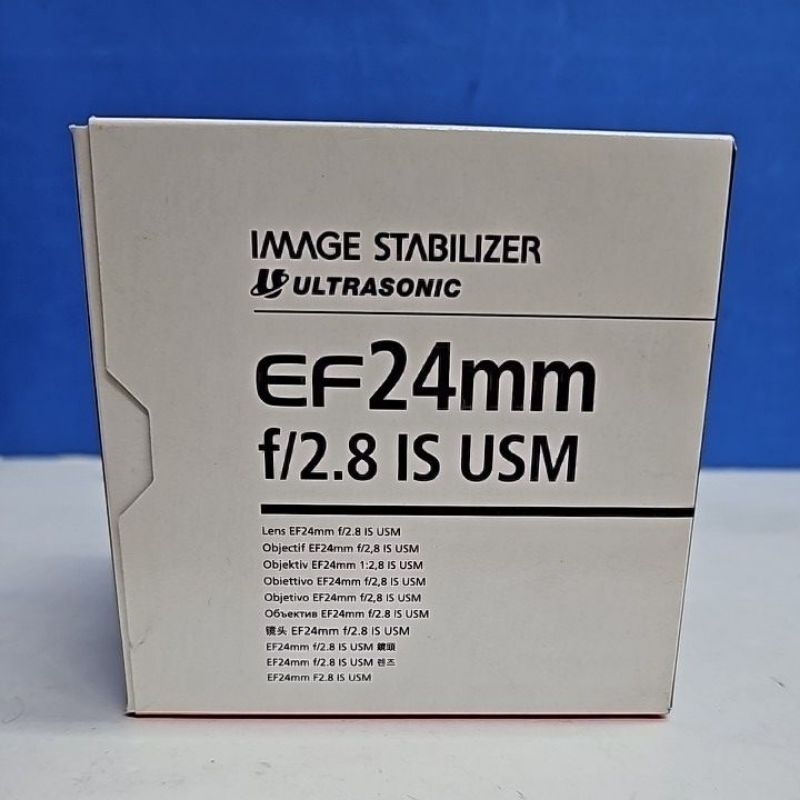 IMAGE STABILIZER
ULTRASONIC
EF24mm
f/2.8 IS USM
Lens EF24mm f/2.8 IS USM
Objectif EF24mm f/2,8 IS USM
Objektiv EF24mm 1:2,8 IS USM
Obiettivo EF24mm f/2,8 IS USM
Objetivo EF24mm f/2,8 IS USM
Объектив EF24mm f/2.8 IS USM
镜头 EF24mm f/2.8 IS USM
EF24mm f/2.8 IS USM 鏡頭
EF24mm f/2.8 IS USM 렌즈
EF24mm F2.8 IS USM